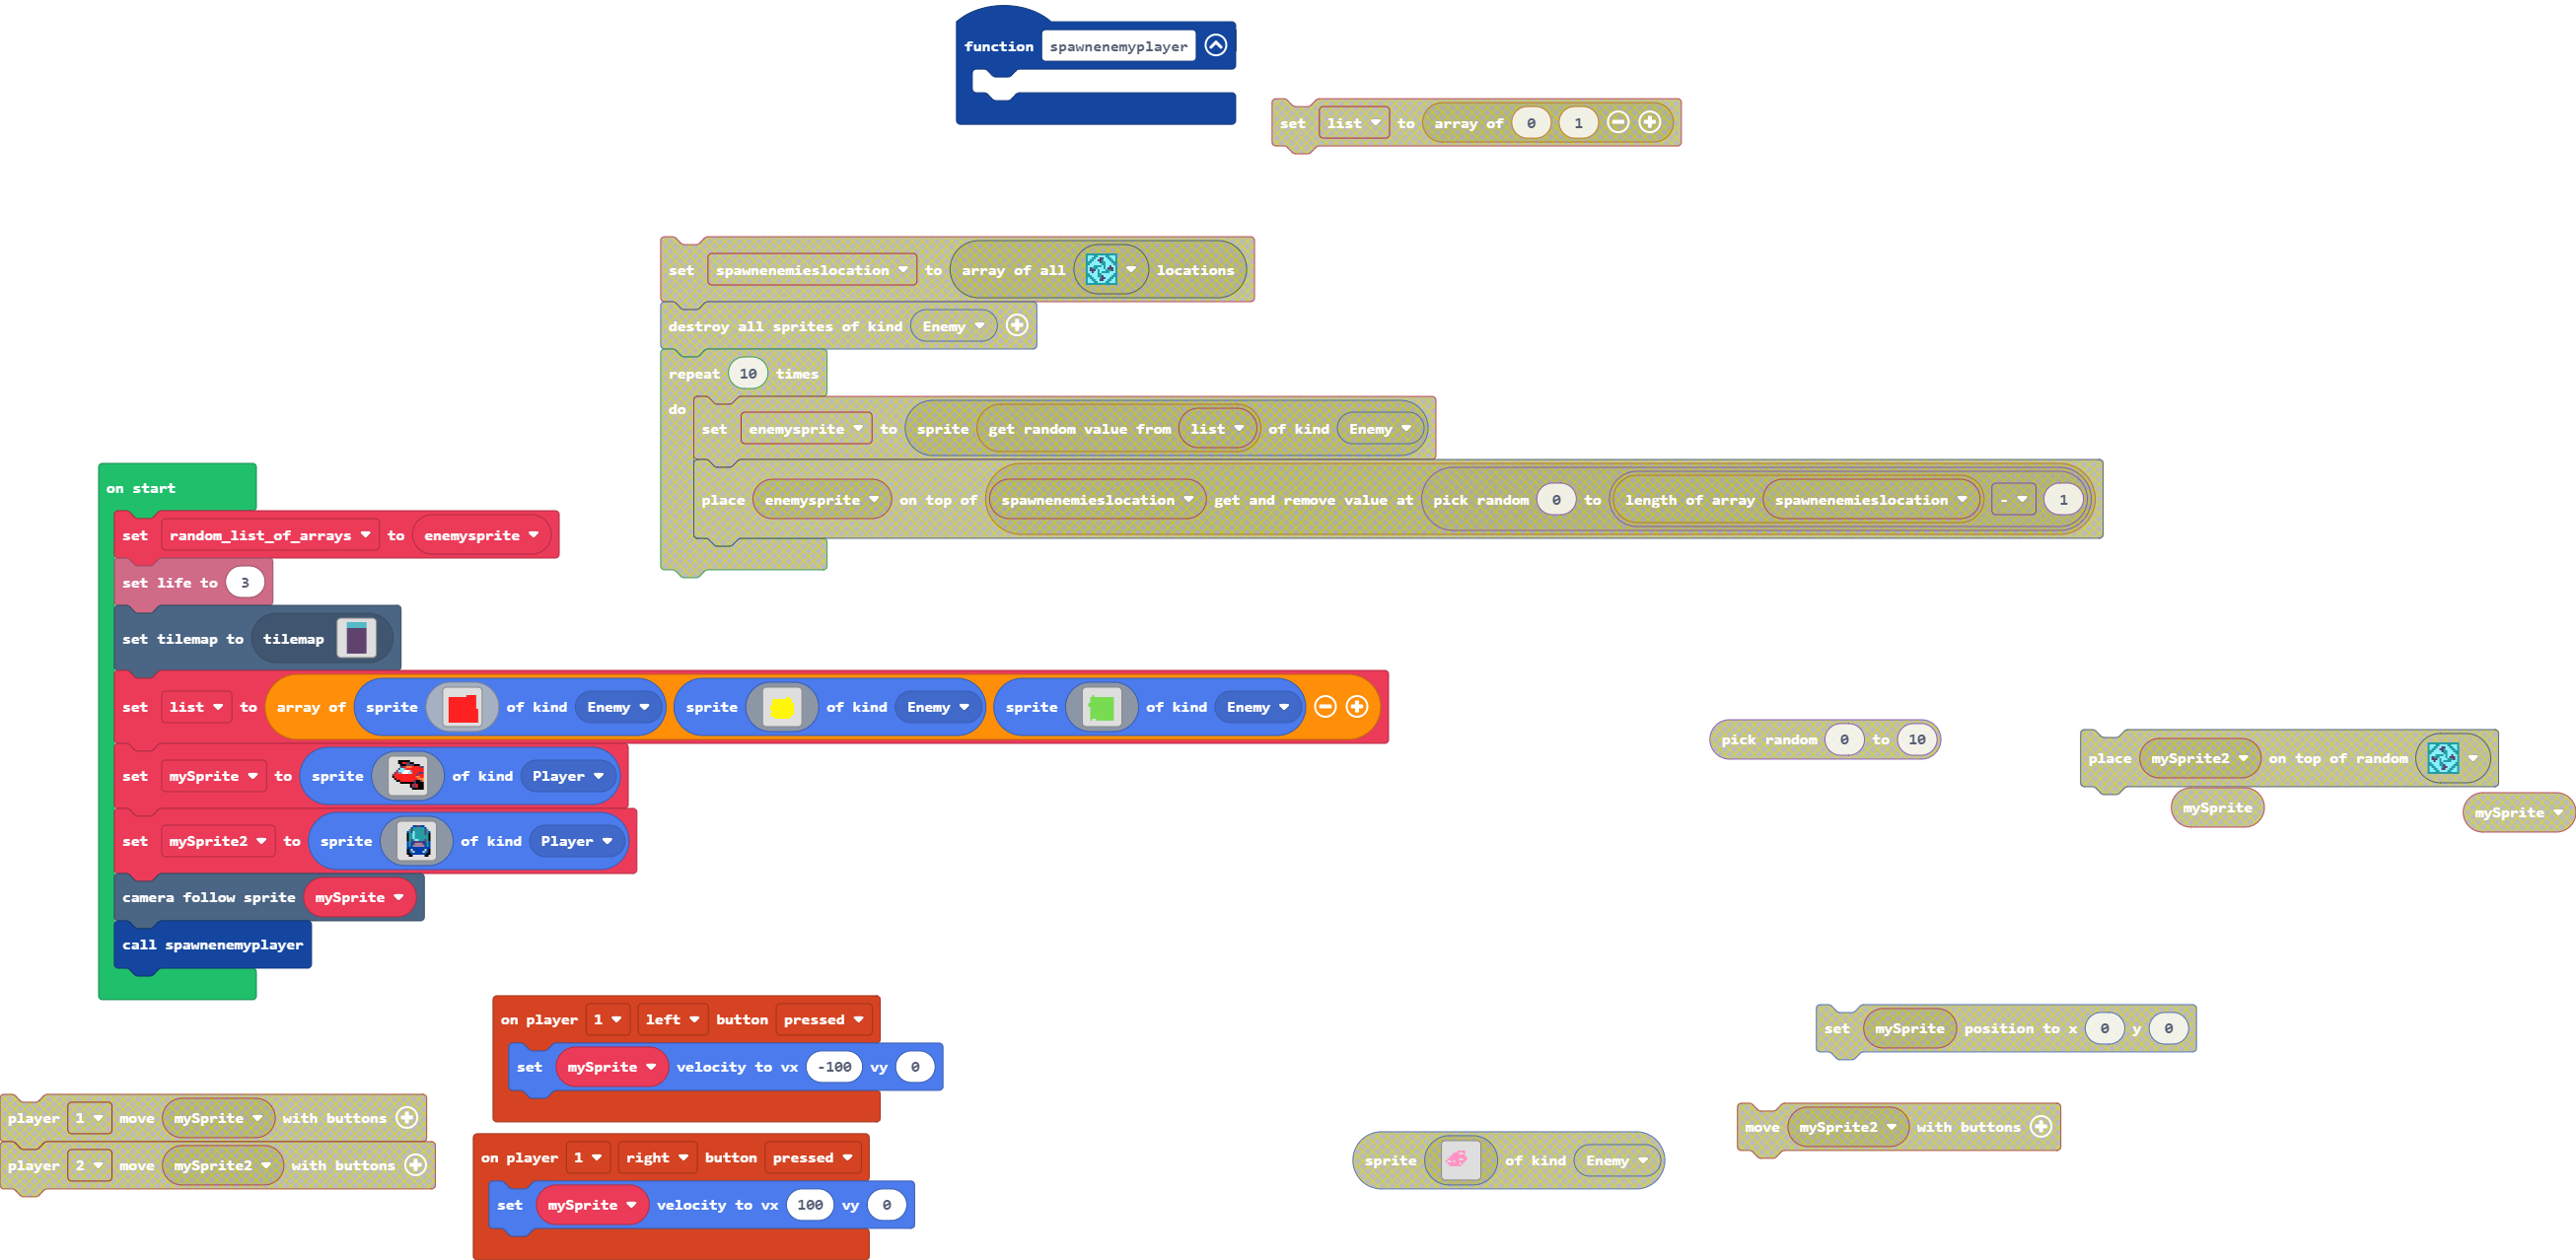 function spawnenemyplayer
set list to array of 0 1
set spawnenemieslocation to array of all locations
destroy all sprites of kind Enemy
repeat 10 times
do
set enemysprite to sprite get random value from list of kind Enemy
place enemysprite on top of spawnenemieslocation get and remove value at pick random 0 to length of array spawnenemieslocation - 1
on start
set random_list_of_arrays to enemysprite
set life to 3
set tilemap to tilemap
set list to array of sprite of kind Enemy sprite of kind Enemy sprite of kind Enemy
set mySprite to sprite of kind Player
set mySprite2 to sprite of kind Player
camera follow sprite mySprite
call spawnenemyplayer
pick random 0 to 10
place mySprite2 on top of random
mySprite
mySprite
on player 1 left button pressed
set mySprite velocity to vx -100 vy 0
on player 1 right button pressed
set mySprite velocity to vx 100 vy 0
player 1 move mySprite with buttons
player 2 move mySprite2 with buttons
set mySprite position to x 0 y 0
move mySprite2 with buttons
sprite of kind Enemy